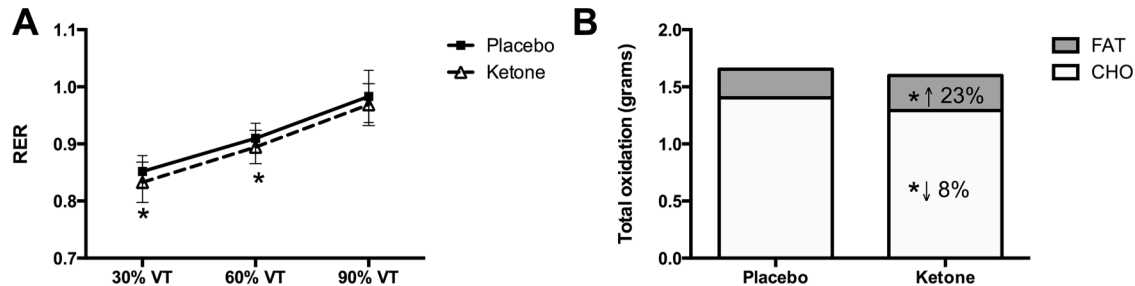 A
RER
1.1
1.0
0.9
0.8
0.7
Placebo
Ketone
*
*
30% VT
60% VT
90% VT
B
Total oxidation (grams)
2.0
1.5
1.0
0.5
0.0
FAT
CHO
*↑ 23%
*↓ 8%
Placebo
Ketone